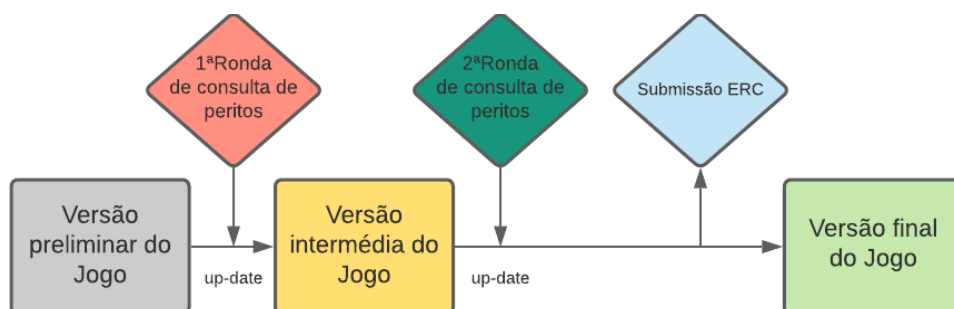 1ªRonda
de consulta de
peritos
2ªRonda
de consulta de
peritos
Submissão ERC
Versão
preliminar do
Jogo
up-date
Versão
intermédia do
Jogo
up-date
Versão final
do Jogo